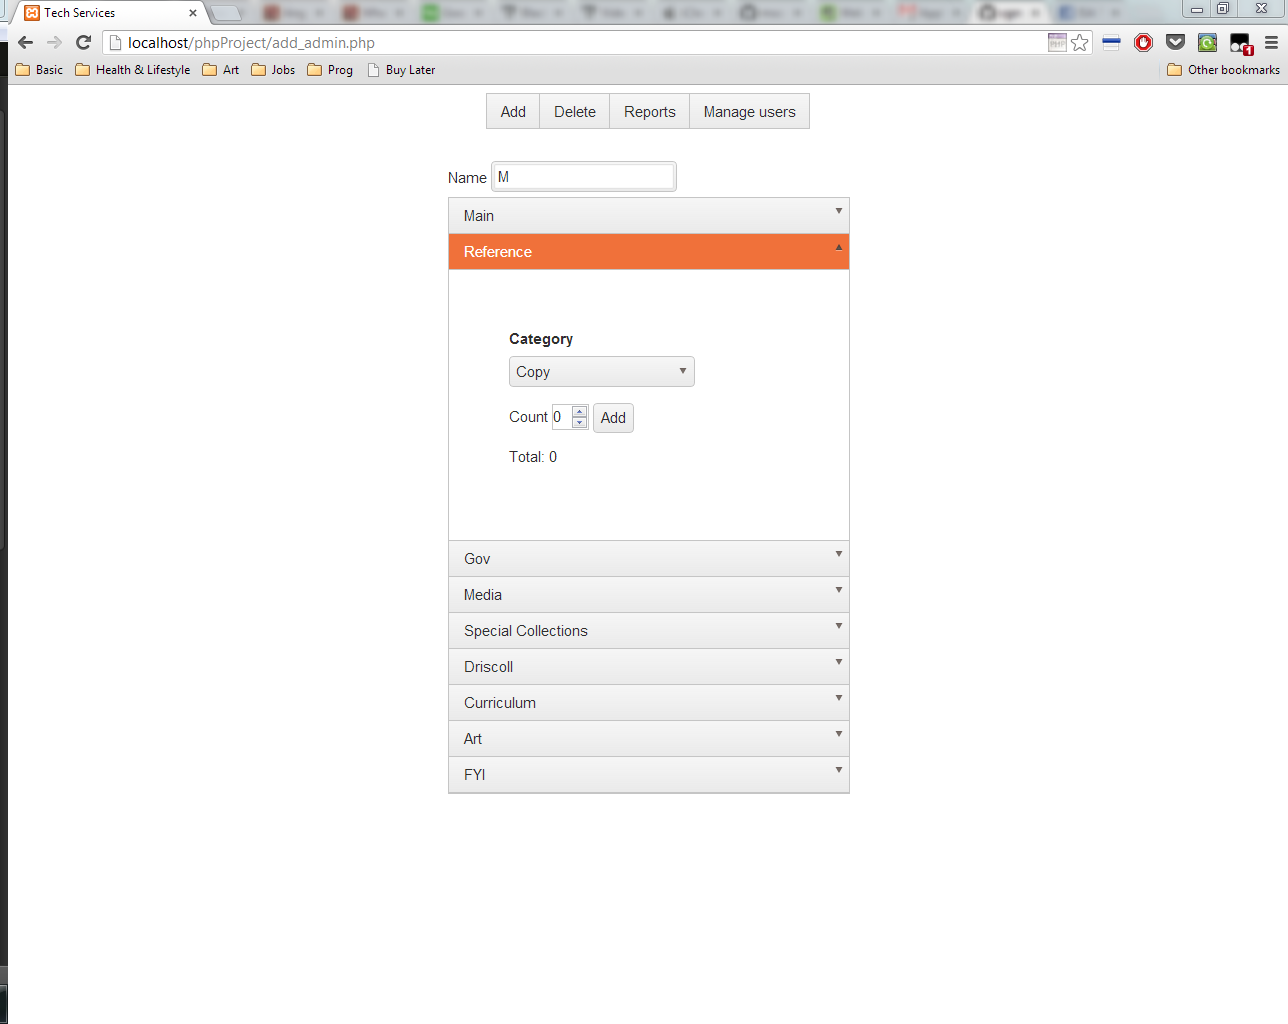 Tech Services
localhost/phpProject/add_admin.php
Basic Health & Lifestyle Art Jobs Prog Buy Later Other bookmarks
Add Delete Reports Manage users
Name M
Main
Reference
Category
Copy
Count 0 Add
Total: 0
Gov
Media
Special Collections
Driscoll
Curriculum
Art
FYI